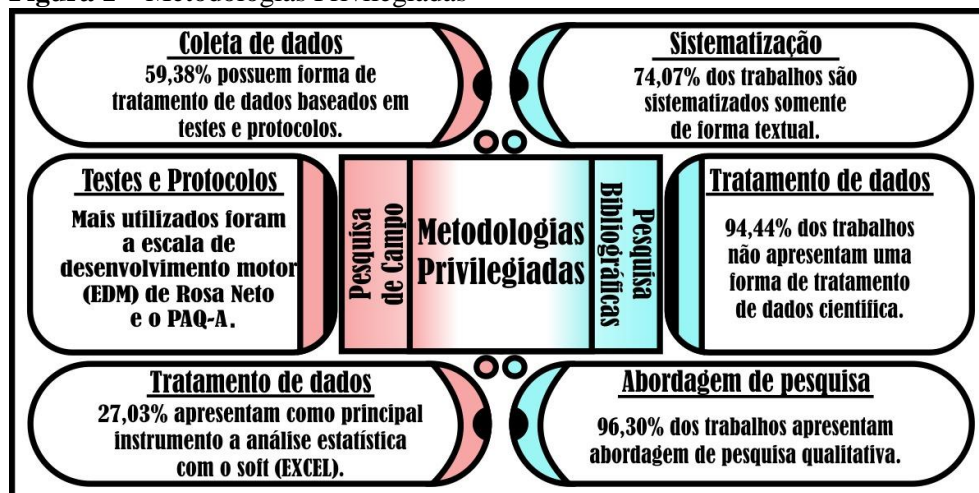 Figura 1 – Metodologias Privilegiadas
Coleta de dados
59,38% possuem forma de
tratamento de dados baseados em
testes e protocolos.
Testes e Protocolos
Mais utilizados foram
a escala de
desenvolvimento motor
(EDM) de Rosa Neto
e o PAQ-A.
Tratamento de dados
27,03% apresentam como principal
instrumento a análise estatística
com o soft (EXCEL).
Pesquisa
de Campo
Metodologias
Privilegiadas
Pesquisa
Bibliográficas
Sistematização
74,07% dos trabalhos são
sistematizados somente
de forma textual.
Tratamento de dados
94,44% dos trabalhos
não apresentam uma
forma de tratamento
de dados científica.
Abordagem de pesquisa
96,30% dos trabalhos apresentam
abordagem de pesquisa qualitativa.